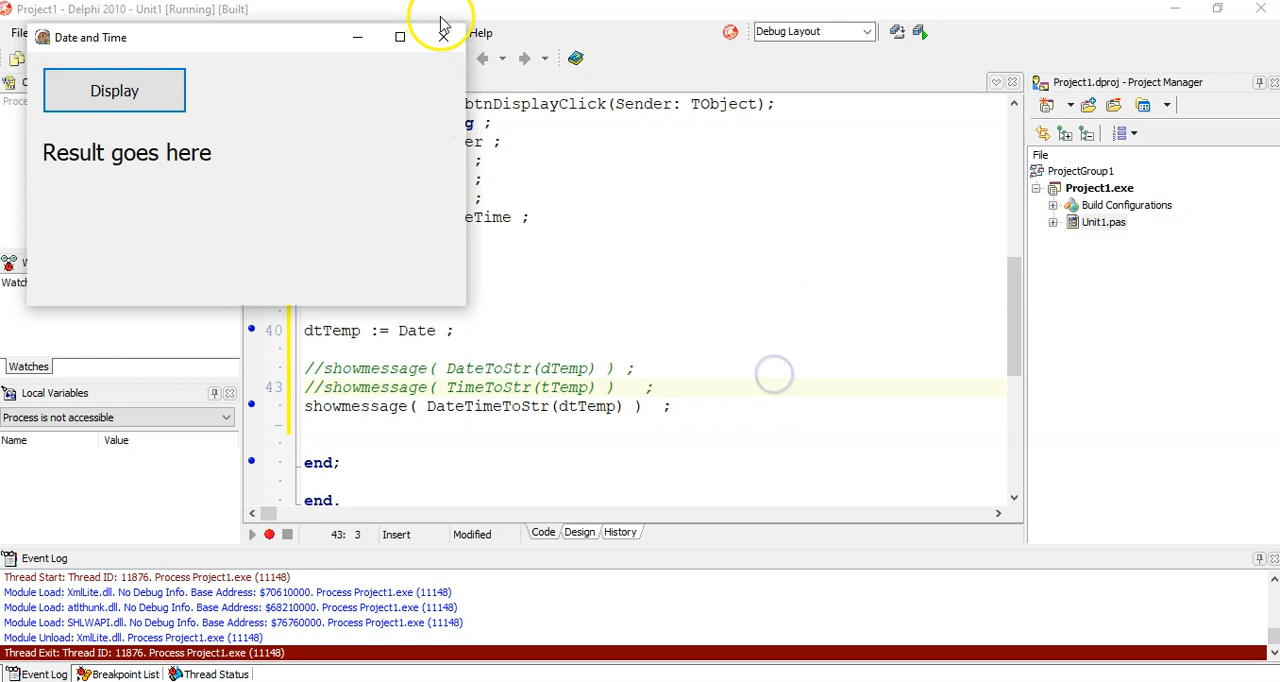 Project1 - Delphi 2010 - Unit1 [Running] [Built]
File
Help
Debug Layout
Date and Time
Display
Result goes here
btnDisplayClick(Sender: TObject);
g ;
er ;
;
;
;
eTime ;
40 dtTemp := Date ;
//showmessage( DateToStr(dTemp) ) ;
43 //showmessage( TimeToStr(tTemp) ) ;
showmessage( DateTimeToStr(dtTemp) ) ;
end;
end.
43: 3 Insert Modified Code Design History
Project1.dproj - Project Manager
File
ProjectGroup1
Project1.exe
Build Configurations
Unit1.pas
Watches
Local Variables
Process is not accessible
Name Value
Event Log
Thread Start: Thread ID: 11876. Process Project1.exe (11148)
Module Load: XmlLite.dll. No Debug Info. Base Address: $70610000. Process Project1.exe (11148)
Module Load: atlthunk.dll. No Debug Info. Base Address: $68210000. Process Project1.exe (11148)
Module Load: SHLWAPI.dll. No Debug Info. Base Address: $76760000. Process Project1.exe (11148)
Module Unload: XmlLite.dll. Process Project1.exe (11148)
Thread Exit: Thread ID: 11876. Process Project1.exe (11148)
Event Log Breakpoint List Thread Status